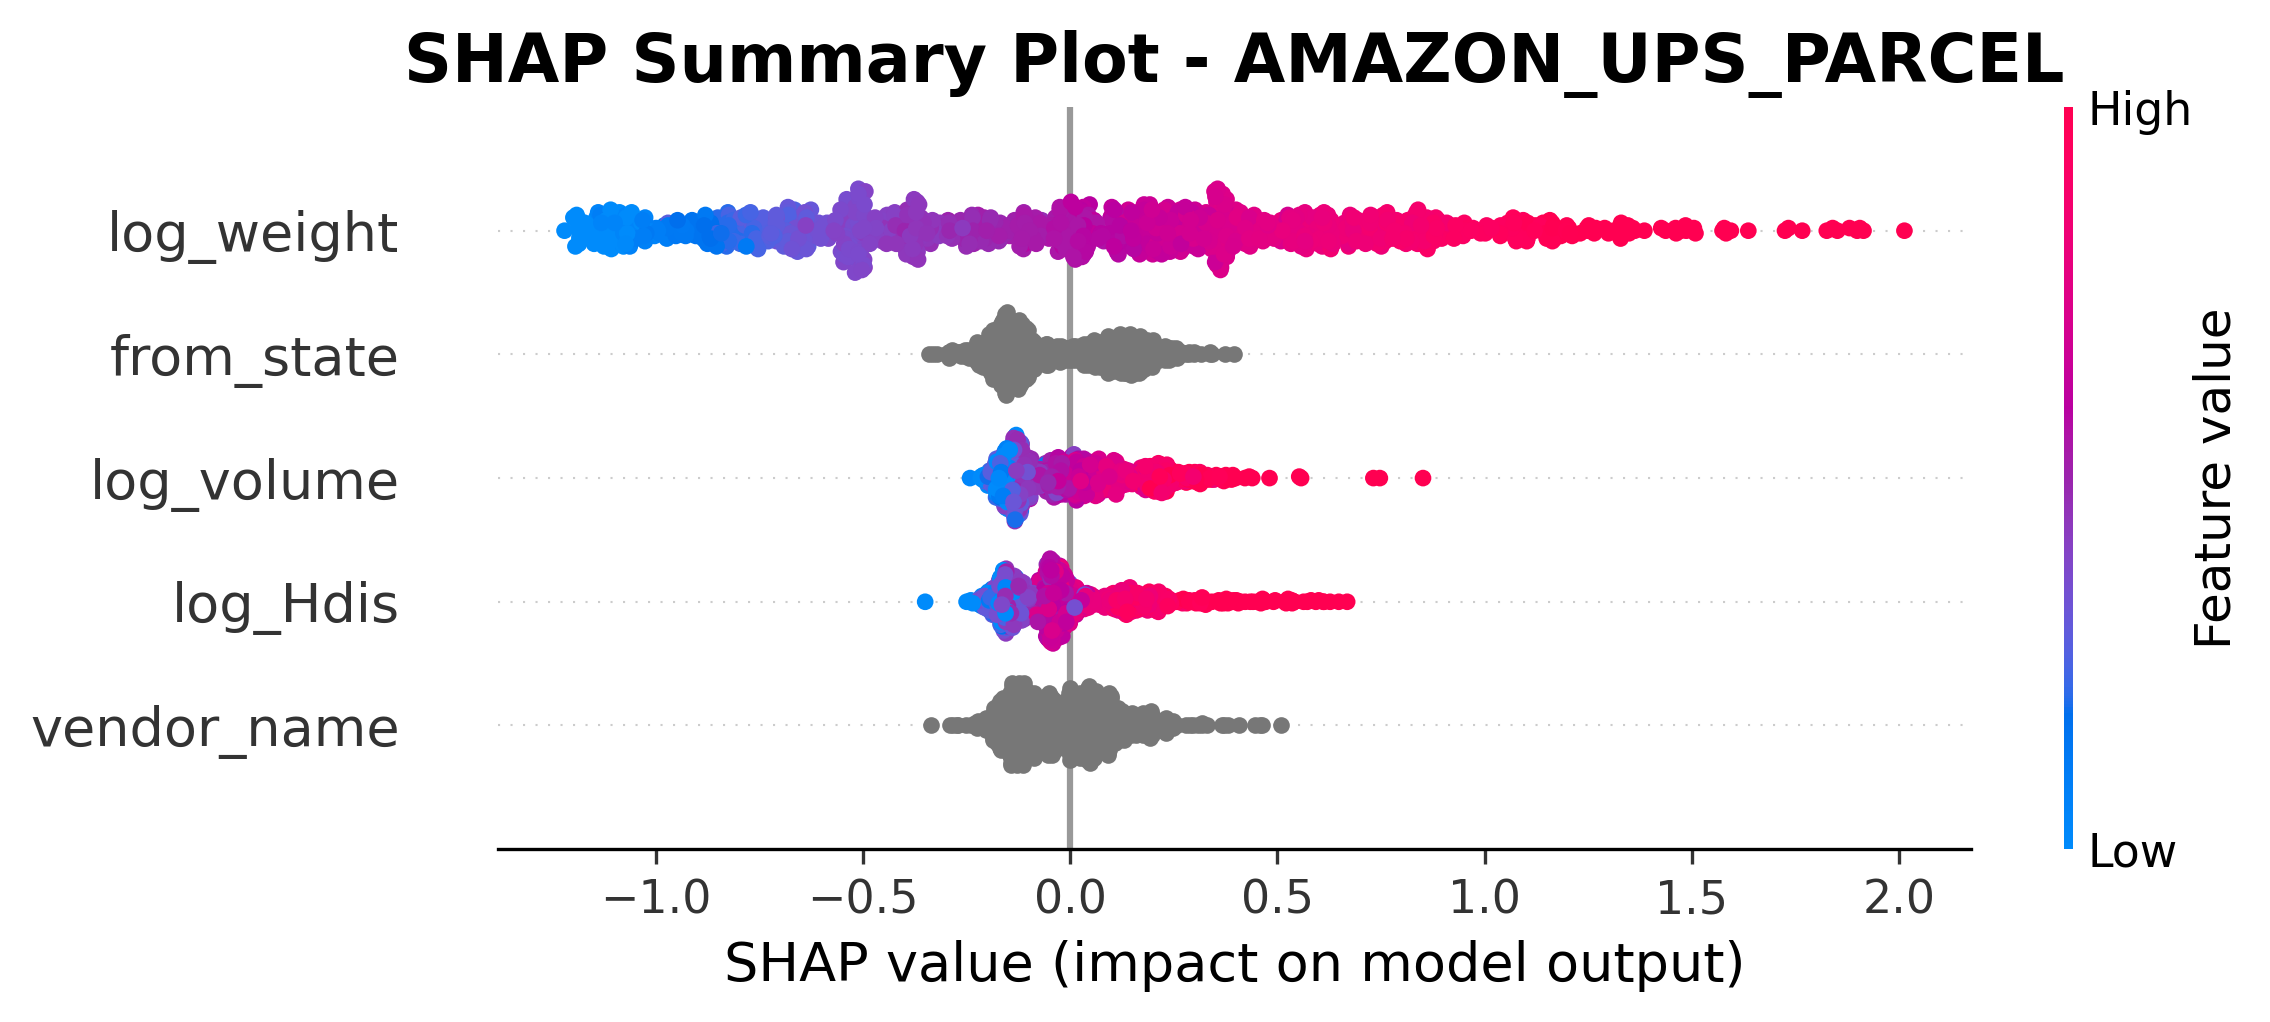 SHAP Summary Plot - AMAZON_UPS_PARCEL
High
log_weight
from_state
log_volume
log_Hdis
vendor_name
Feature value
Low
−1.0 −0.5 0.0 0.5 1.0 1.5 2.0
SHAP value (impact on model output)